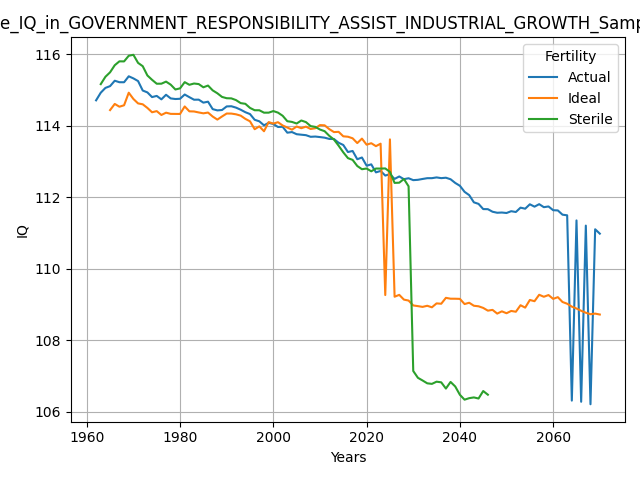 e_IQ_in_GOVERNMENT_RESPONSIBILITY_ASSIST_INDUSTRIAL_GROWTH_Samp
116
114
112
110
108
106
IQ
1960
1980
2000
2020
2040
2060
Years
Fertility
Actual
Ideal
Sterile